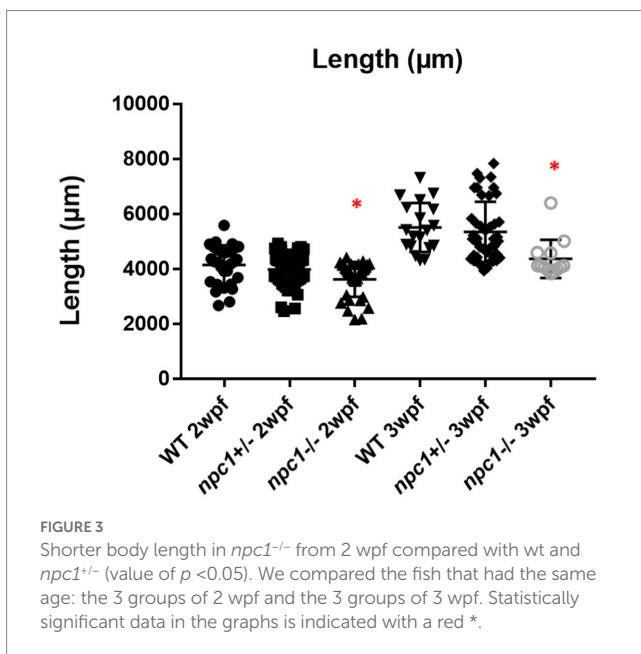 Length (µm)
10000
8000
6000
4000
2000
0
Length (µm)
*
*
WT 2wpf
npc1+/- 2wpf
npc1-/- 2wpf
WT 3wpf
npc1+/- 3wpf
npc1-/- 3wpf
FIGURE 3
Shorter body length in npc1−/− from 2 wpf compared with wt and
npc1+/− (value of p <0.05). We compared the fish that had the same
age: the 3 groups of 2 wpf and the 3 groups of 3 wpf. Statistically
significant data in the graphs is indicated with a red *.